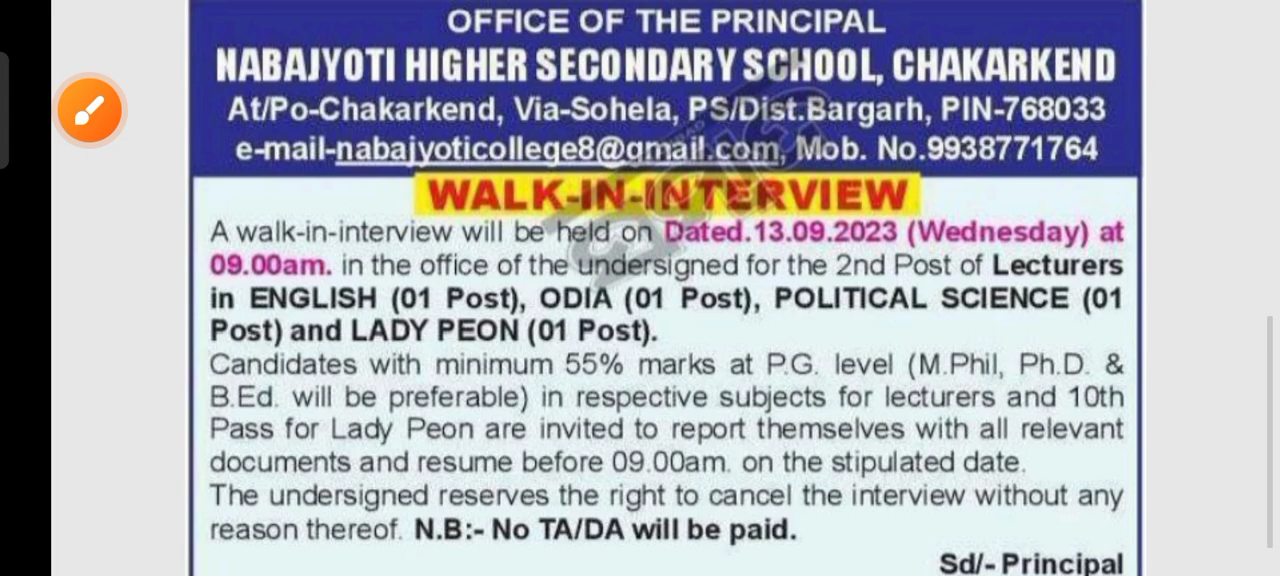 OFFICE OF THE PRINCIPAL
NABAJYOTI HIGHER SECONDARY SCHOOL, CHAKARKEND
At/Po-Chakarkend, Via-Sohela, PS/Dist.Bargarh, PIN-768033
e-mail-nabajyoticollege8@gmail.com, Mob. No.9938771764
WALK-IN-INTERVIEW
A walk-in-interview will be held on Dated.13.09.2023 (Wednesday) at
09.00am. in the office of the undersigned for the 2nd Post of Lecturers
in ENGLISH (01 Post), ODIA (01 Post), POLITICAL SCIENCE (01
Post) and LADY PEON (01 Post).
Candidates with minimum 55% marks at P.G. level (M.Phil, Ph.D. &
B.Ed. will be preferable) in respective subjects for lecturers and 10th
Pass for Lady Peon are invited to report themselves with all relevant
documents and resume before 09.00am. on the stipulated date.
The undersigned reserves the right to cancel the interview without any
reason thereof. N.B:- No TA/DA will be paid.
Sd/- Principal